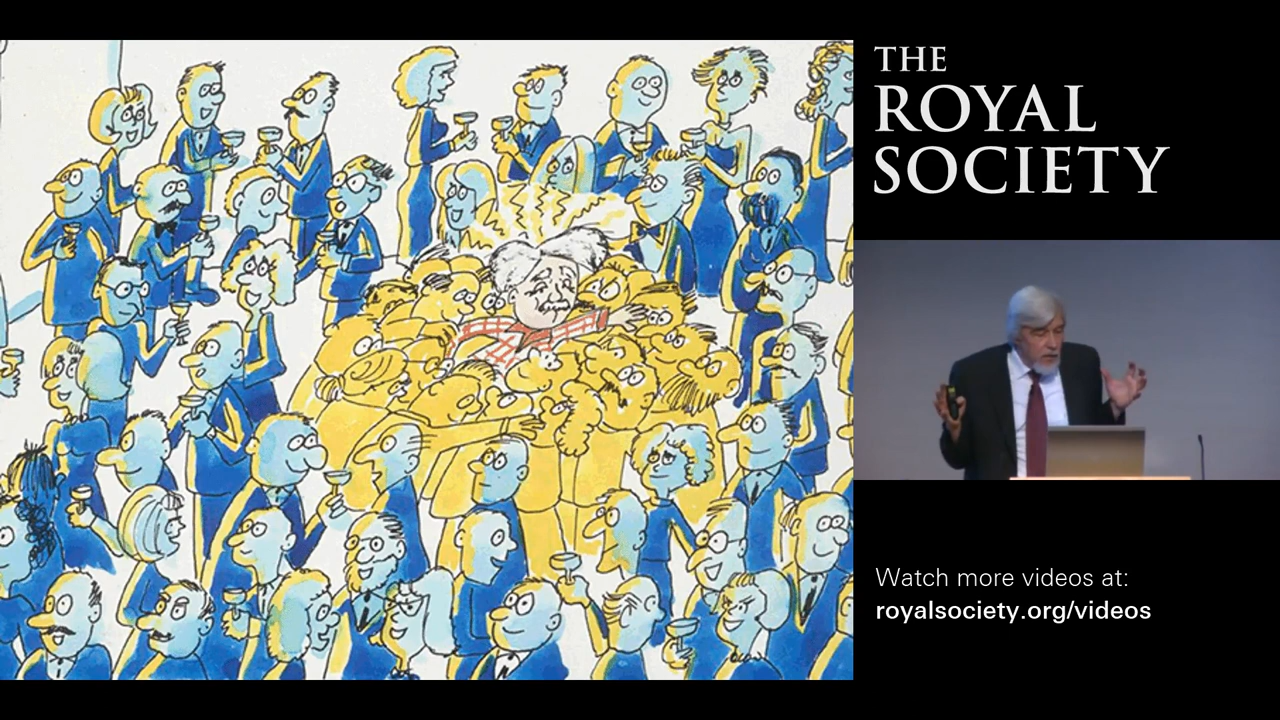 THE
ROYAL
SOCIETY
Watch more videos at:
royalsociety.org/videos